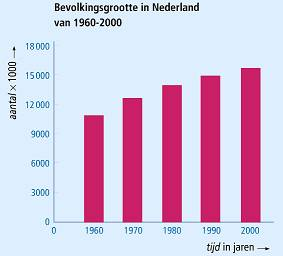 Bevolkingsgrootte in Nederland
van 1960-2000
aantal × 1000 →
18000
15000
12000
9000
6000
3000
0
0 1960 1970 1980 1990 2000
tijd in jaren →